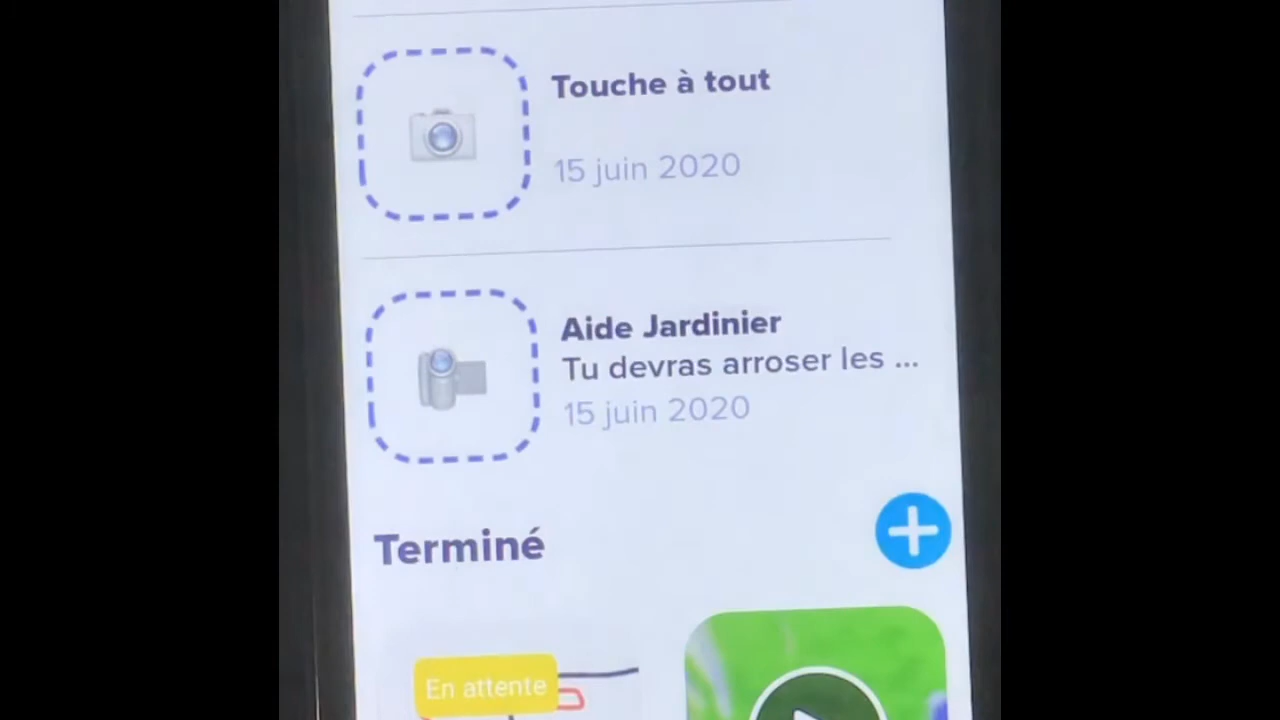 Touche à tout
15 juin 2020
Aide Jardinier
Tu devras arroser les ...
15 juin 2020
Terminé
En attente